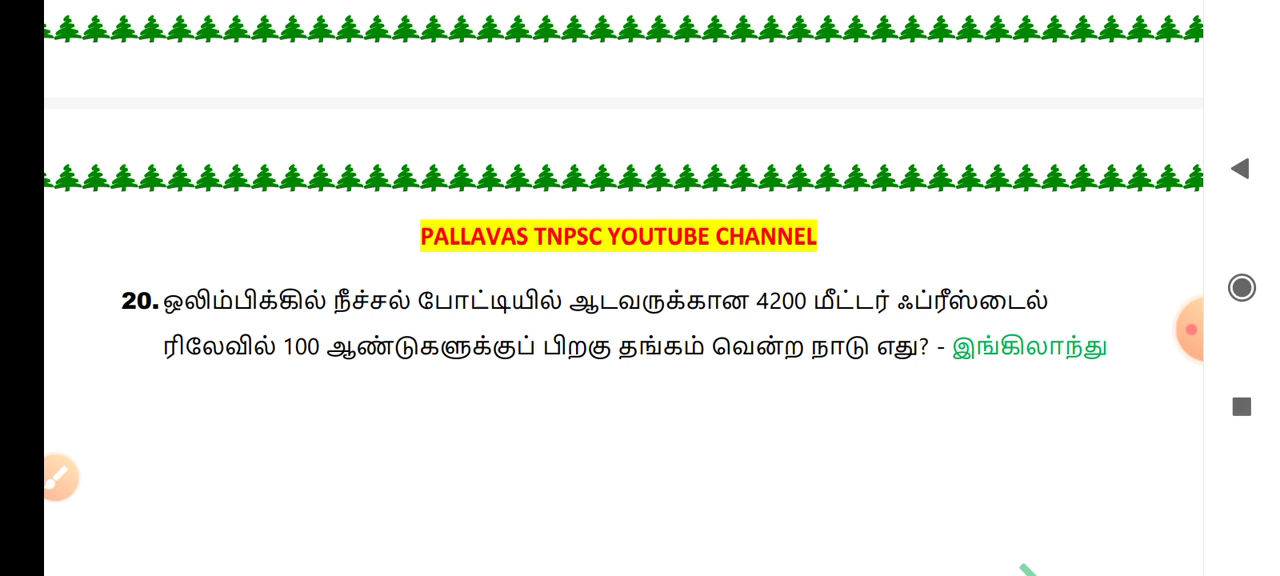 PALLAVAS TNPSC YOUTUBE CHANNEL
20. ஒலிம்பிக்கில் நீச்சல் போட்டியில் ஆடவருக்கான 4200 மீட்டர் ஃப்ரீஸ்டைல்
ரிலேவில் 100 ஆண்டுகளுக்குப் பிறகு தங்கம் வென்ற நாடு எது? - இங்கிலாந்து